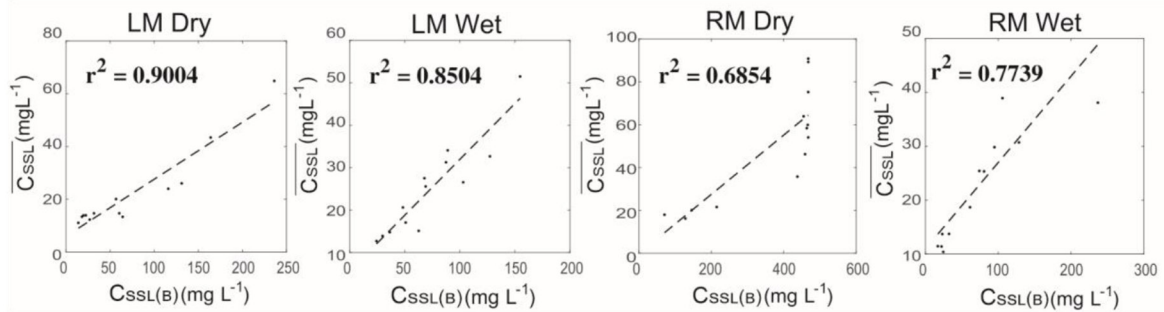 LM Dry
80
60
40
20
0
0 50 100 150 200 250
r² = 0.9004
CSSL (mgL⁻¹)
CSSL(B) (mg L⁻¹)
LM Wet
60
50
40
30
20
10
0 50 100 150 200
r² = 0.8504
CSSL (mgL⁻¹)
CSSL(B) (mg L⁻¹)
RM Dry
100
80
60
40
20
0
0 200 400 600
r² = 0.6854
CSSL (mgL⁻¹)
CSSL(B) (mg L⁻¹)
RM Wet
50
40
30
20
10
0 100 200 300
r² = 0.7739
CSSL (mgL⁻¹)
CSSL(B) (mg L⁻¹)